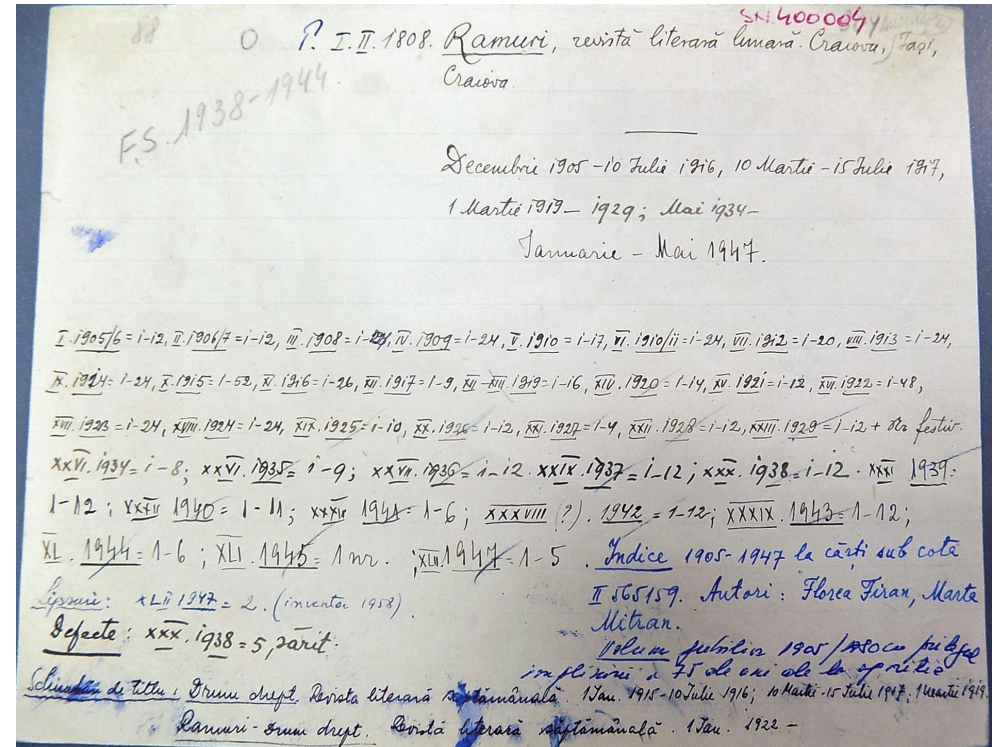 SN.400004
88
O P. I.II.1808. Ramuri, revistă literară lunară. Craiova, Iași,
Craiova.
F.S. 1938-1944.
Decembrie 1905 - 10 Iulie 1916, 10 Martie - 15 Iulie 1917,
1 Martie 1919 - 1929; Mai 1934 -
Ianuarie - Mai 1947.
I.1905/6 = 1-12, II.1906/7 = 1-12, III.1908 = 1-24, IV.1909 = 1-24, V.1910 = 1-17, VI.1910/11 = 1-24, VII.1912 = 1-20, VIII.1913 = 1-24,
IX.1914 = 1-24, X.1915 = 1-52, XI.1916 = 1-26, XII.1917 = 1-9, XII-XIII.1919 = 1-16, XIV.1920 = 1-14, XV.1921 = 1-12, XVI.1922 = 1-48,
XVII.1923 = 1-24, XVIII.1924 = 1-24, XIX.1925 = 1-10, XX.1926 = 1-12, XXI.1927 = 1-4, XXII.1928 = 1-12, XXIII.1929 = 1-12 + Nr festiv.
XXVI.1934 = 1-8; XXVI.1935 = 1-9; XXVII.1936 = 1-12. XXIX.1937 = 1-12; XXX.1938 = 1-12. XXXI 1939 =
1-12; XXXII 1940 = 1-11; 1941 = 1-6; XXXVIII (?). 1942 = 1-12; XXXIX.1943 = 1-12;
XL.1944 = 1-6; XLI.1945 = 1 nr.; XLII 1947 = 1-5. Indice 1905-1947 la cărți sub cota
II 565159. Autori: Florea Firan, Marta
Mitran.
Lipsuri: XLII 1947 = 2. (inventar 1958).
Defecte: XXX.1938 = 5, părit.
Volum jubiliar 1905/1980 cu prilejul
împlinirii a 75 de ani de la apariție
Schimbări de titlu: Drum drept. Revista literară săptămânală 1 Ian. 1915 - 10 Iulie 1916; 10 Martie - 15 Iulie 1917; 1 Martie 1919.
Ramuri - Drum drept. Revistă literară săptămânală. 1 Ian. 1922 -